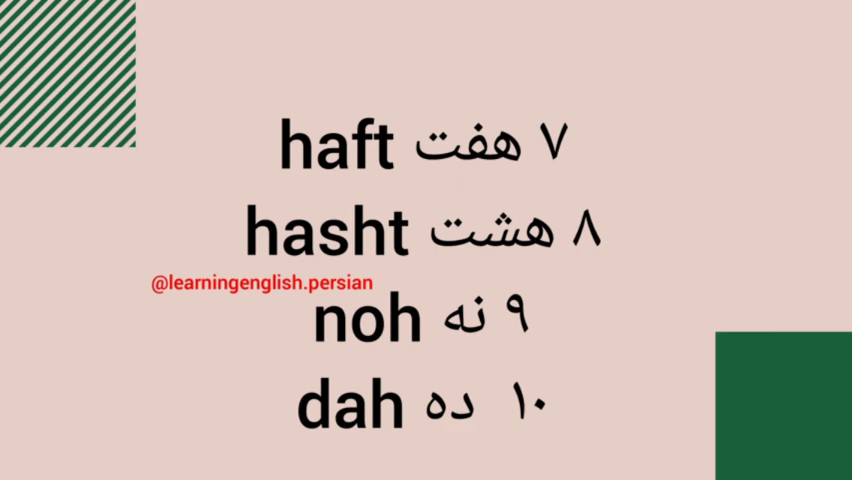 haft هفت ۷
hasht هشت ۸
@learningenglish.persian
noh نه ۹
dah ده ۱۰